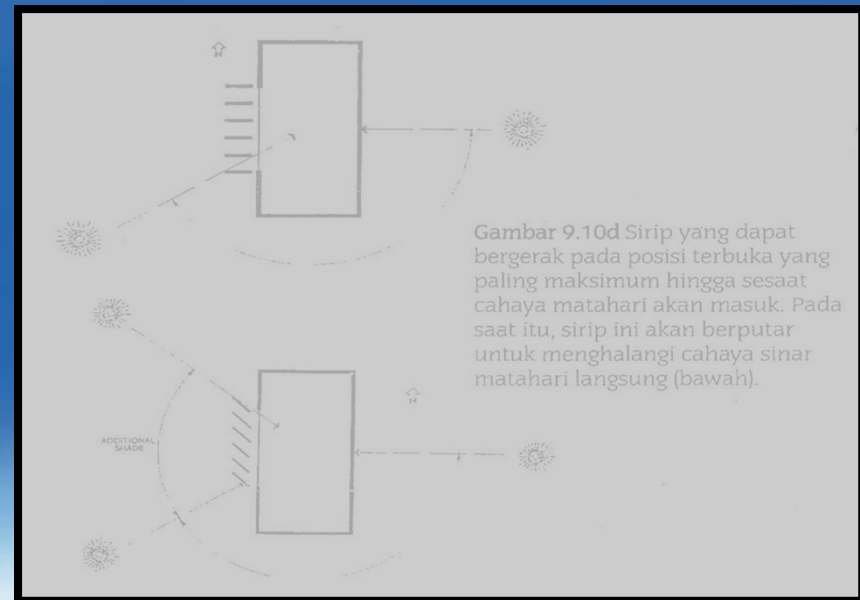 Gambar 9.10d Sirip yang dapat
bergerak pada posisi terbuka yang
paling maksimum hingga sesaat
cahaya matahari akan masuk. Pada
saat itu, sirip ini akan berputar
untuk menghalangi cahaya sinar
matahari langsung (bawah).
ADDITIONAL
SHADE